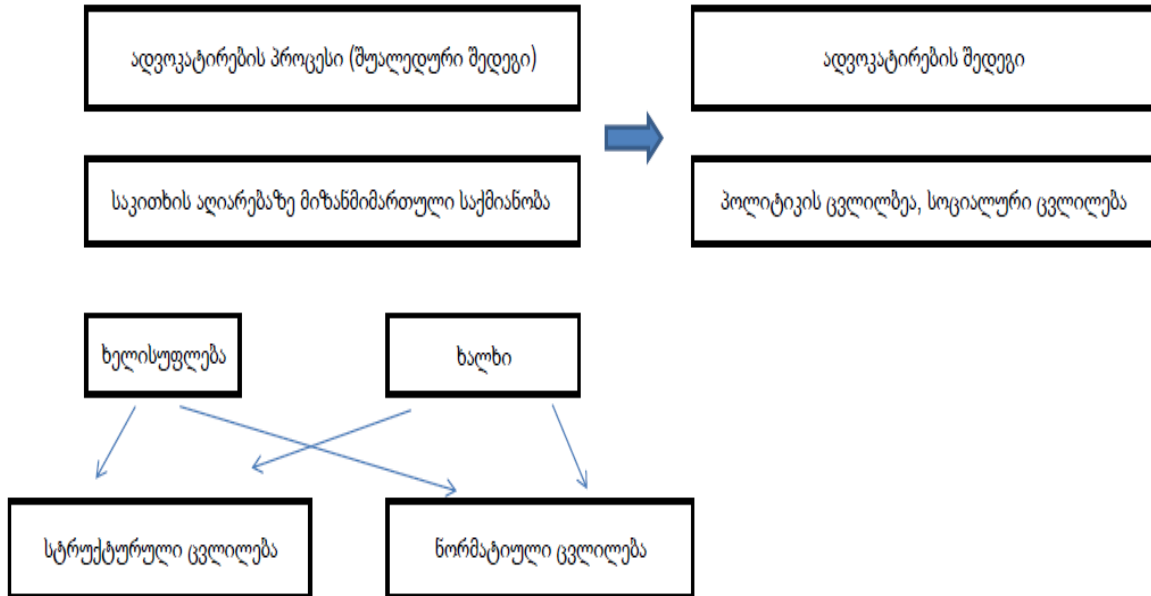 ადვოკატირების პროცესი (შუალედური შედეგი)
ადვოკატირების შედეგი
საკითხის აღიარებაზე მიზანმიმართული საქმიანობა
პოლიტიკის ცვლილბეა, სოციალური ცვლილება
ხელისუფლება
ხალხი
სტრუქტურული ცვლილება
ნორმატიული ცვლილება